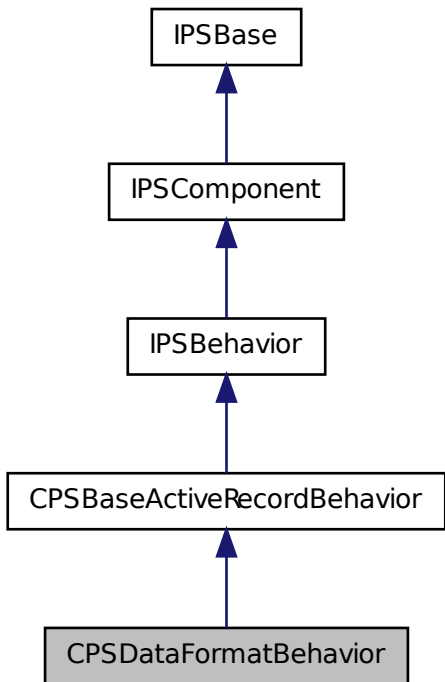 IPSBase
IPSComponent
IPSBehavior
CPSBaseActiveRecordBehavior
CPSDataFormatBehavior